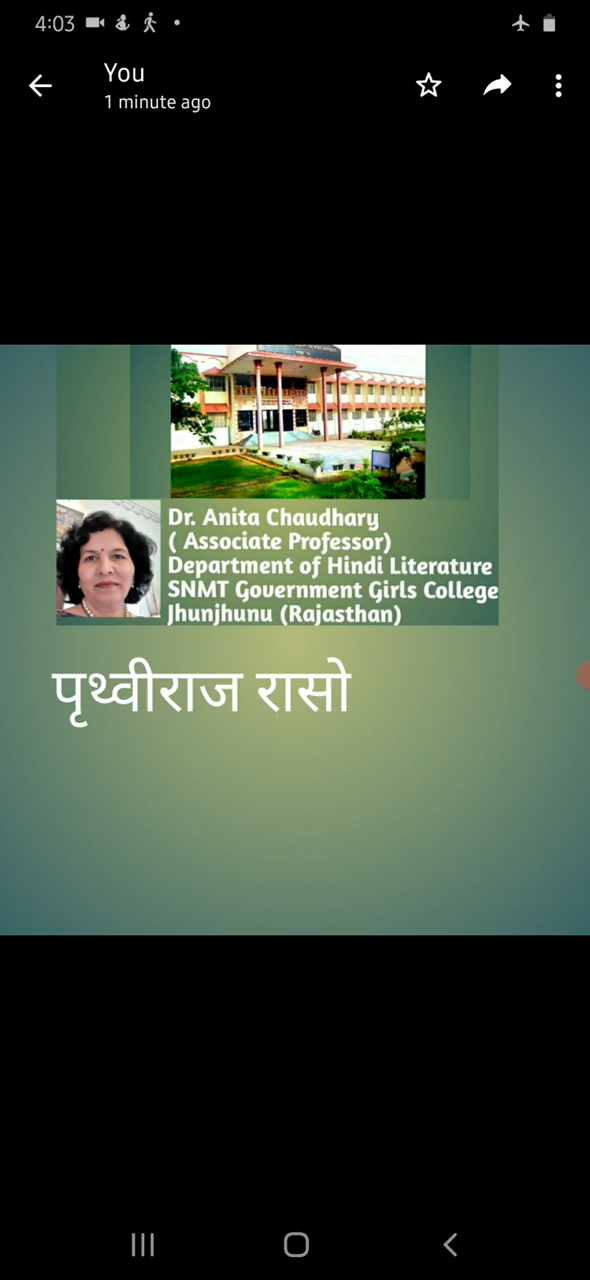 4:03
You
1 minute ago
Dr. Anita Chaudhary
( Associate Professor)
Department of Hindi Literature
SNMT Government Girls College
Jhunjhunu (Rajasthan)
पृथ्वीराज रासो